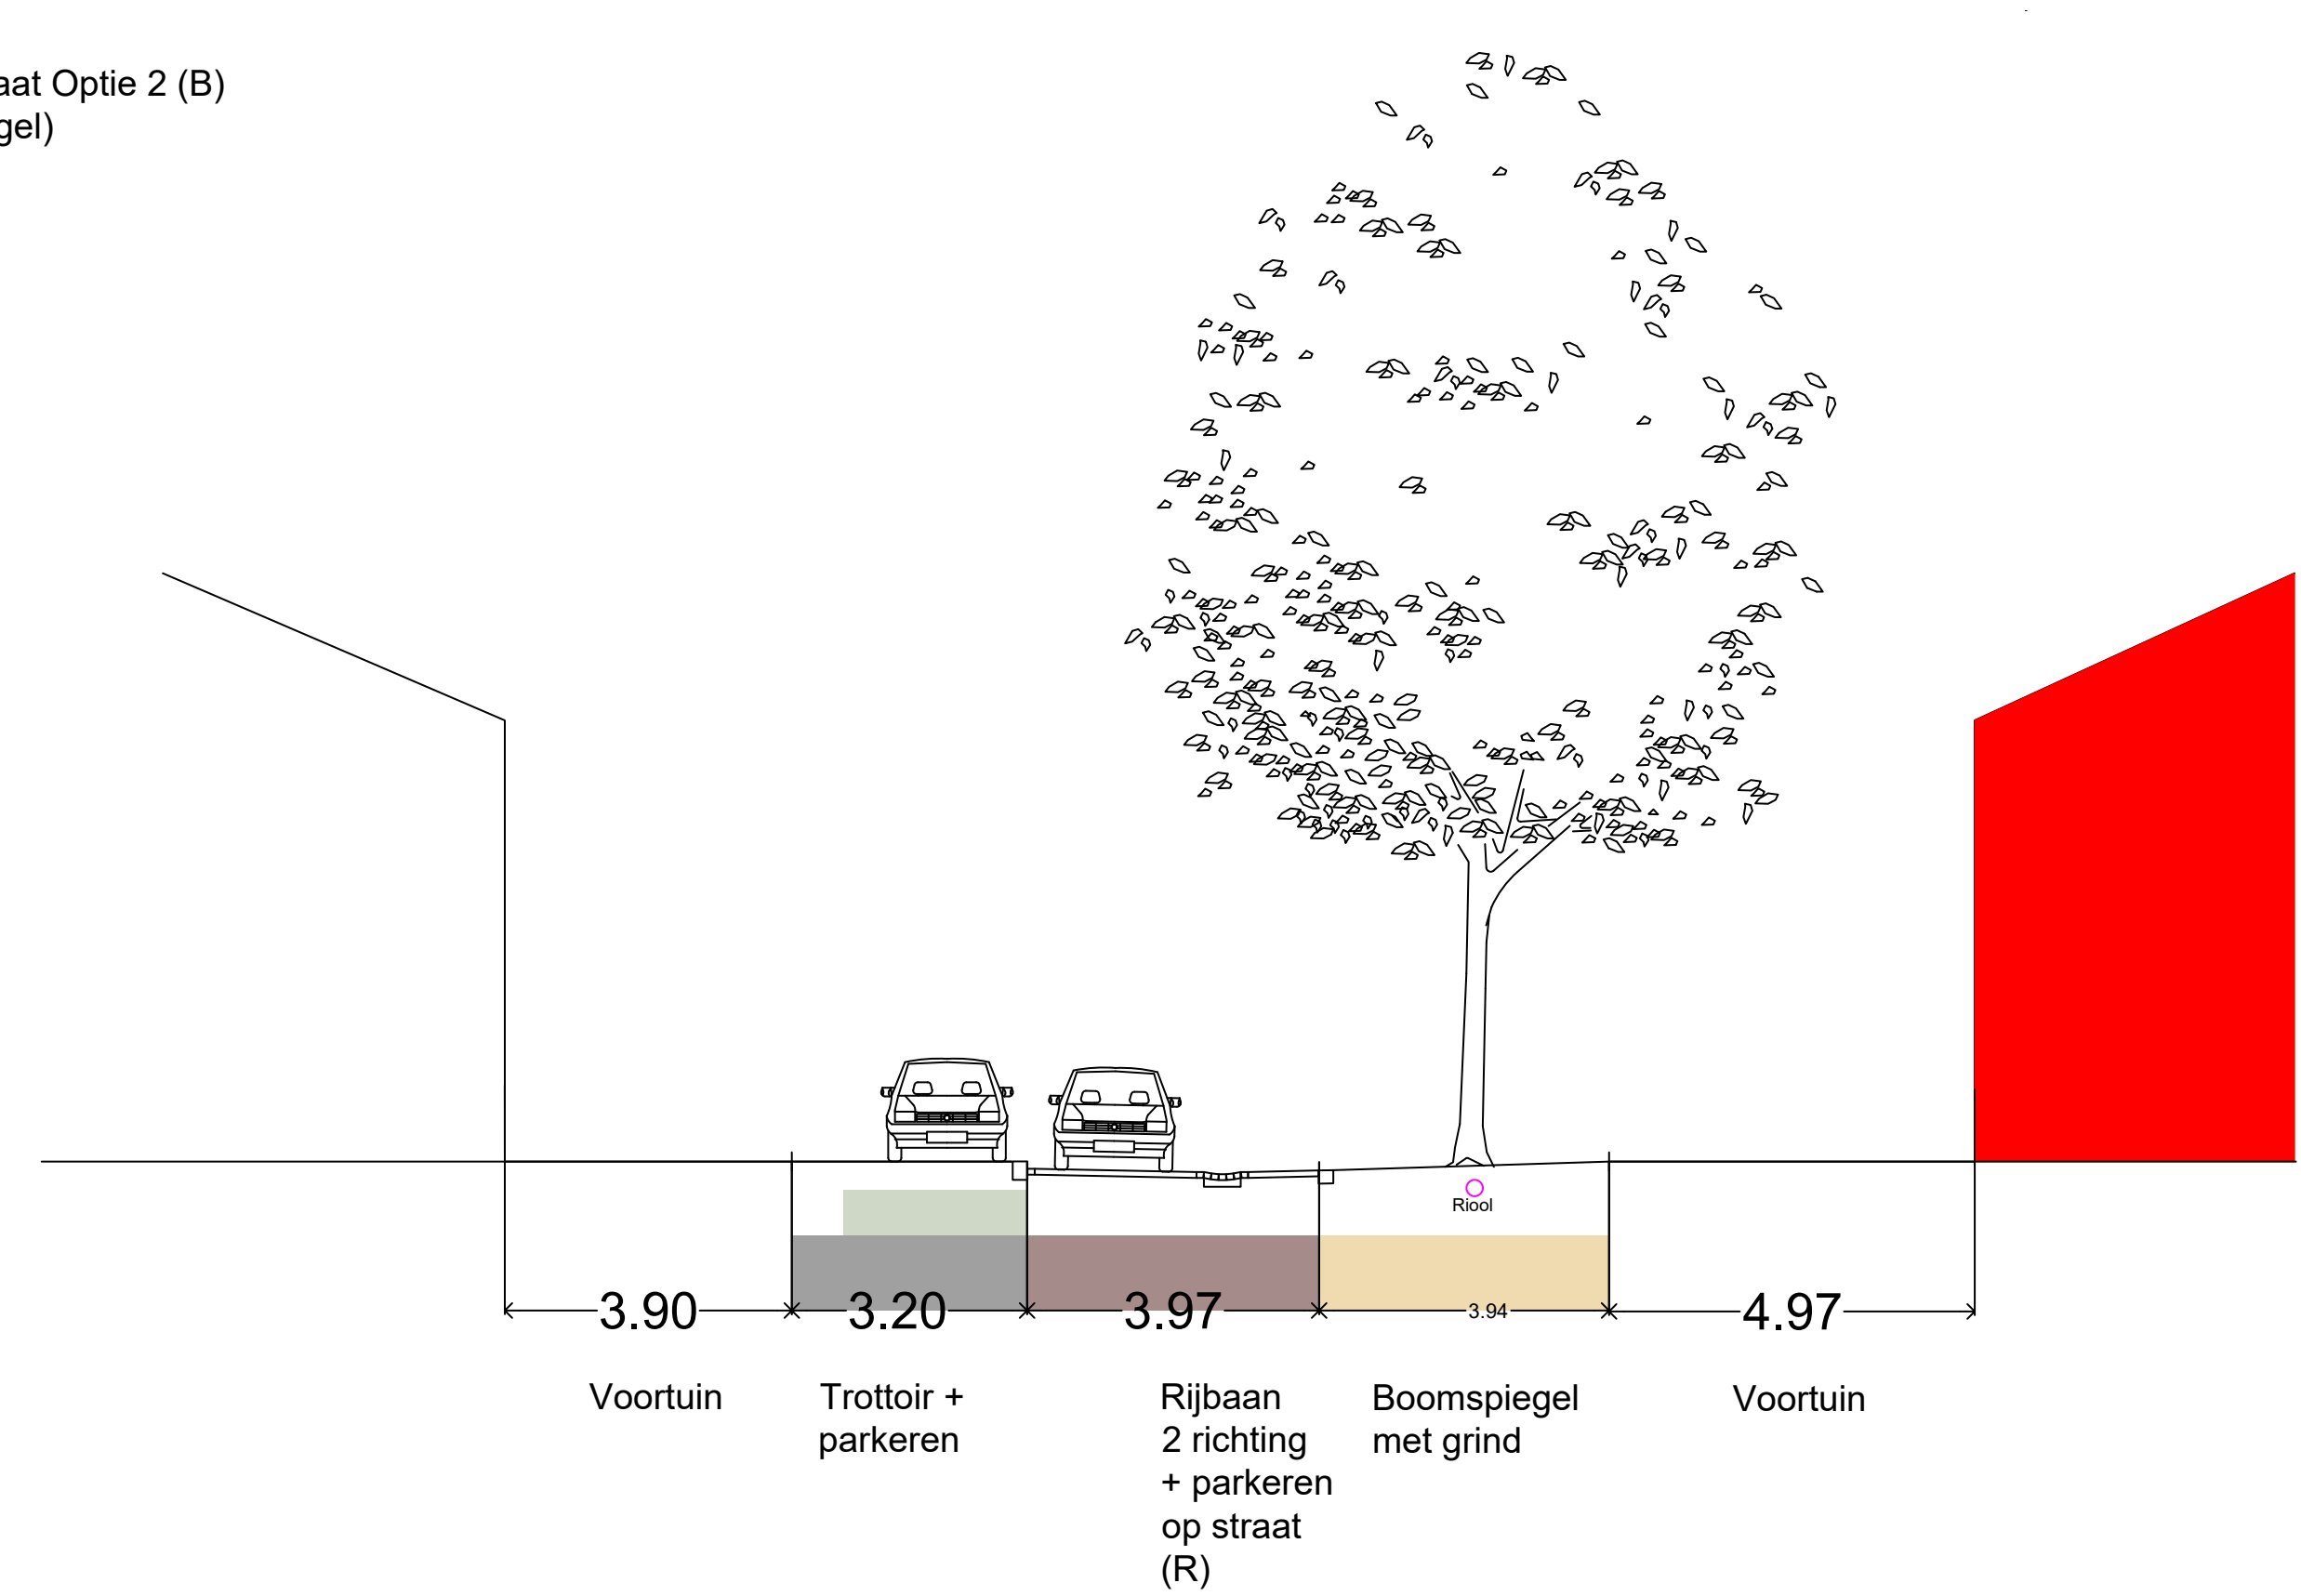 aat Optie 2 (B)
gel)
Riool
3.90
3.20
3.97
3.94
4.97
Voortuin
Trottoir +
parkeren
Rijbaan
2 richting
+ parkeren
op straat
(R)
Boomspiegel
met grind
Voortuin